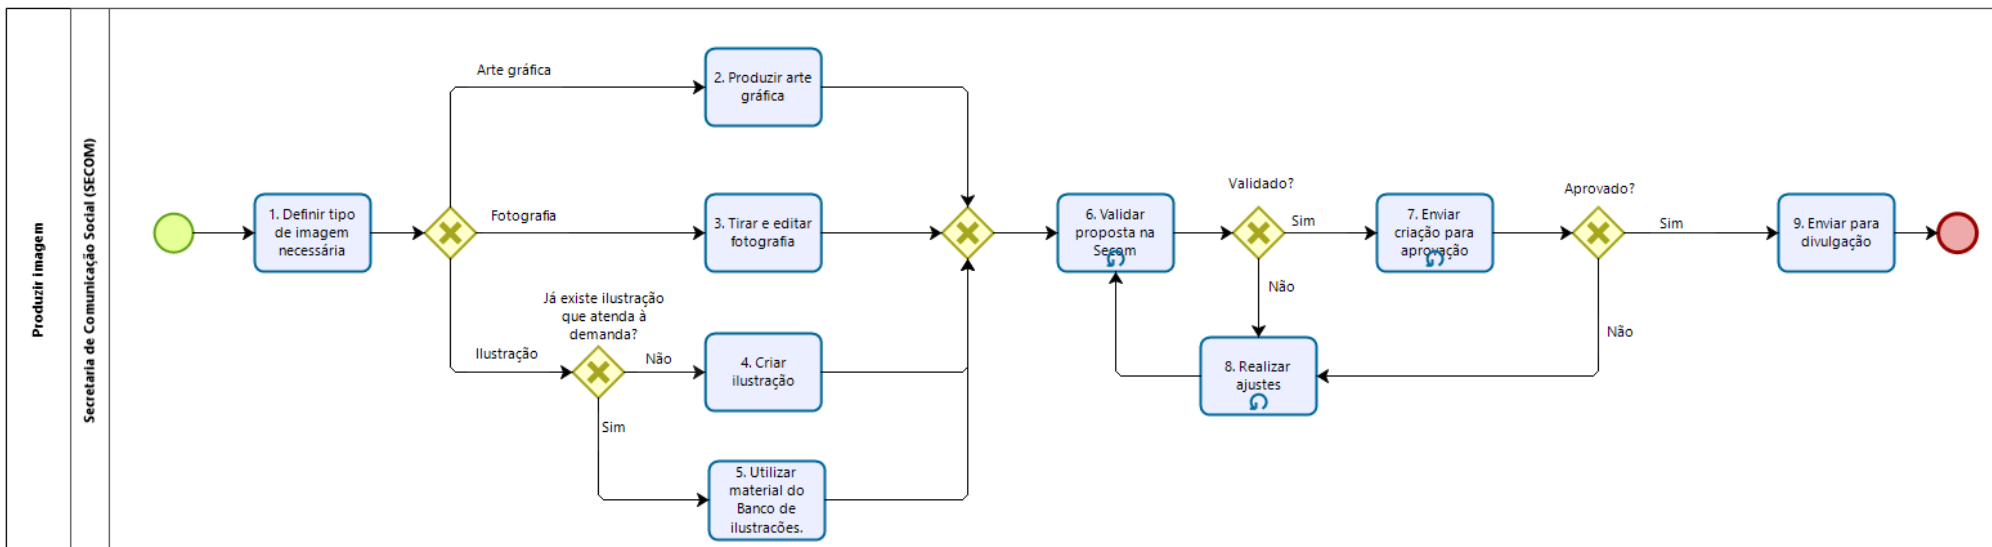 Produzir imagem
Secretaria de Comunicação Social (SECOM)
1. Definir tipo
de imagem
necessária
Arte gráfica
2. Produzir arte
gráfica
Fotografia
3. Tirar e editar
fotografia
Ilustração
Já existe ilustração
que atenda à
demanda?
Não
4. Criar
ilustração
Sim
5. Utilizar
material do
Banco de
ilustracões.
6. Validar
proposta na
Secom
Validado?
Sim
Não
7. Enviar
criação para
aprovação
8. Realizar
ajustes
Aprovado?
Sim
Não
9. Enviar para
divulgação